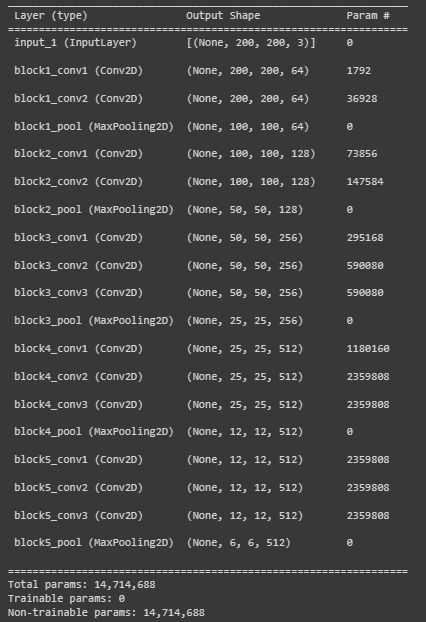 Layer (type) Output Shape Param #
input_1 (InputLayer) [(None, 200, 200, 3)] 0
block1_conv1 (Conv2D) (None, 200, 200, 64) 1792
block1_conv2 (Conv2D) (None, 200, 200, 64) 36928
block1_pool (MaxPooling2D) (None, 100, 100, 64) 0
block2_conv1 (Conv2D) (None, 100, 100, 128) 73856
block2_conv2 (Conv2D) (None, 100, 100, 128) 147584
block2_pool (MaxPooling2D) (None, 50, 50, 128) 0
block3_conv1 (Conv2D) (None, 50, 50, 256) 295168
block3_conv2 (Conv2D) (None, 50, 50, 256) 590080
block3_conv3 (Conv2D) (None, 50, 50, 256) 590080
block3_pool (MaxPooling2D) (None, 25, 25, 256) 0
block4_conv1 (Conv2D) (None, 25, 25, 512) 1180160
block4_conv2 (Conv2D) (None, 25, 25, 512) 2359808
block4_conv3 (Conv2D) (None, 25, 25, 512) 2359808
block4_pool (MaxPooling2D) (None, 12, 12, 512) 0
block5_conv1 (Conv2D) (None, 12, 12, 512) 2359808
block5_conv2 (Conv2D) (None, 12, 12, 512) 2359808
block5_conv3 (Conv2D) (None, 12, 12, 512) 2359808
block5_pool (MaxPooling2D) (None, 6, 6, 512) 0
Total params: 14,714,688
Trainable params: 0
Non-trainable params: 14,714,688